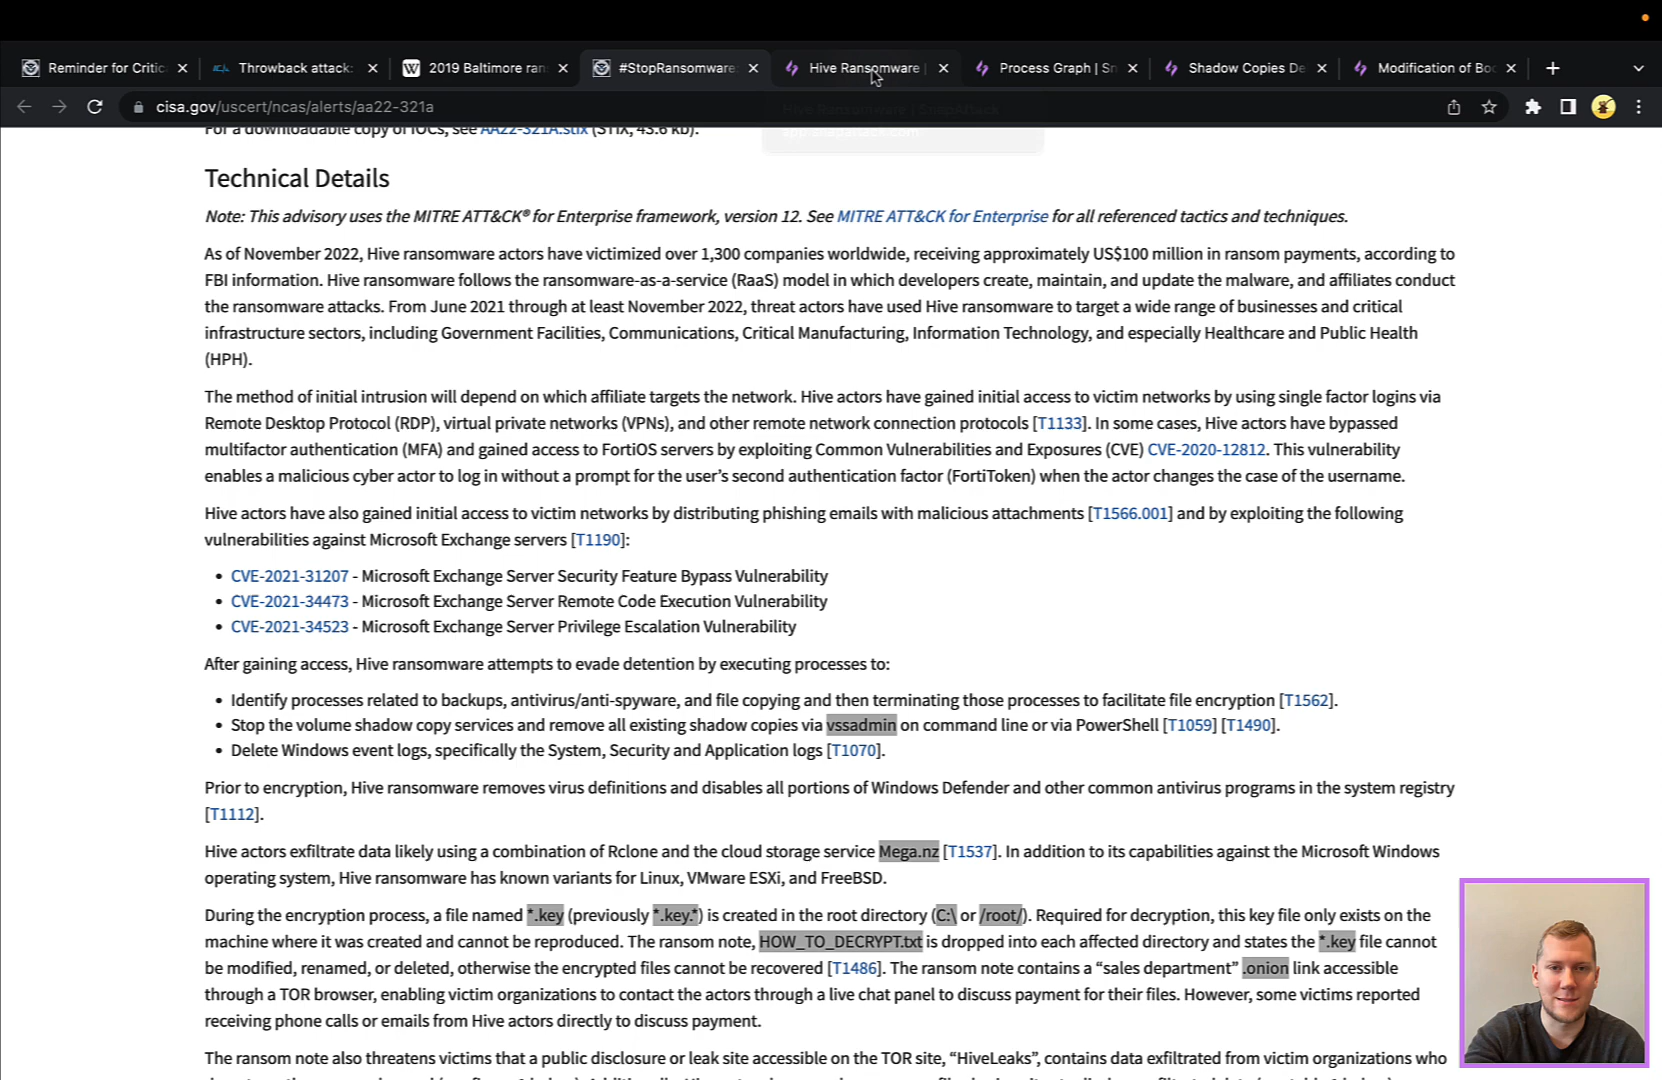 Reminder for Critic
Throwback attack:
2019 Baltimore ran
#StopRansomware:
Hive Ransomware |
Process Graph | Sn
Shadow Copies De
Modification of Boo
cisa.gov/uscert/ncas/alerts/aa22-321a
Hive Ransomware | SnapAttack
app.snapattack.com
For a downloadable copy of IOCs, see AA22-321A.stix (STIX, 43.6 kb).
Technical Details
Note: This advisory uses the MITRE ATT&CK® for Enterprise framework, version 12. See MITRE ATT&CK for Enterprise for all referenced tactics and techniques.
As of November 2022, Hive ransomware actors have victimized over 1,300 companies worldwide, receiving approximately US$100 million in ransom payments, according to
FBI information. Hive ransomware follows the ransomware-as-a-service (RaaS) model in which developers create, maintain, and update the malware, and affiliates conduct
the ransomware attacks. From June 2021 through at least November 2022, threat actors have used Hive ransomware to target a wide range of businesses and critical
infrastructure sectors, including Government Facilities, Communications, Critical Manufacturing, Information Technology, and especially Healthcare and Public Health
(HPH).
The method of initial intrusion will depend on which affiliate targets the network. Hive actors have gained initial access to victim networks by using single factor logins via
Remote Desktop Protocol (RDP), virtual private networks (VPNs), and other remote network connection protocols [T1133]. In some cases, Hive actors have bypassed
multifactor authentication (MFA) and gained access to FortiOS servers by exploiting Common Vulnerabilities and Exposures (CVE) CVE-2020-12812. This vulnerability
enables a malicious cyber actor to log in without a prompt for the user's second authentication factor (FortiToken) when the actor changes the case of the username.
Hive actors have also gained initial access to victim networks by distributing phishing emails with malicious attachments [T1566.001] and by exploiting the following
vulnerabilities against Microsoft Exchange servers [T1190]:
• CVE-2021-31207 - Microsoft Exchange Server Security Feature Bypass Vulnerability
• CVE-2021-34473 - Microsoft Exchange Server Remote Code Execution Vulnerability
• CVE-2021-34523 - Microsoft Exchange Server Privilege Escalation Vulnerability
After gaining access, Hive ransomware attempts to evade detention by executing processes to:
• Identify processes related to backups, antivirus/anti-spyware, and file copying and then terminating those processes to facilitate file encryption [T1562].
• Stop the volume shadow copy services and remove all existing shadow copies via vssadmin on command line or via PowerShell [T1059] [T1490].
• Delete Windows event logs, specifically the System, Security and Application logs [T1070].
Prior to encryption, Hive ransomware removes virus definitions and disables all portions of Windows Defender and other common antivirus programs in the system registry
[T1112].
Hive actors exfiltrate data likely using a combination of Rclone and the cloud storage service Mega.nz [T1537]. In addition to its capabilities against the Microsoft Windows
operating system, Hive ransomware has known variants for Linux, VMware ESXi, and FreeBSD.
During the encryption process, a file named *.key (previously *.key.*) is created in the root directory (C:\ or /root/). Required for decryption, this key file only exists on the
machine where it was created and cannot be reproduced. The ransom note, HOW_TO_DECRYPT.txt is dropped into each affected directory and states the *.key file cannot
be modified, renamed, or deleted, otherwise the encrypted files cannot be recovered [T1486]. The ransom note contains a “sales department” .onion link accessible
through a TOR browser, enabling victim organizations to contact the actors through a live chat panel to discuss payment for their files. However, some victims reported
receiving phone calls or emails from Hive actors directly to discuss payment.
The ransom note also threatens victims that a public disclosure or leak site accessible on the TOR site, “HiveLeaks”, contains data exfiltrated from victim organizations who